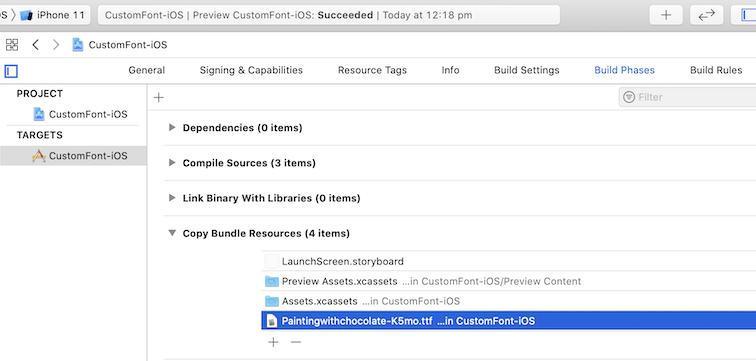 S iPhone 11 CustomFont-iOS | Preview CustomFont-iOS: Succeeded | Today at 12:18 pm
CustomFont-iOS
General Signing & Capabilities Resource Tags Info Build Settings Build Phases Build Rules
PROJECT
Filter
CustomFont-iOS
TARGETS
Dependencies (0 items)
CustomFont-iOS
Compile Sources (3 items)
Link Binary With Libraries (0 items)
Copy Bundle Resources (4 items)
LaunchScreen.storyboard
Preview Assets.xcassets ...in CustomFont-iOS/Preview Content
Assets.xcassets ...in CustomFont-iOS
Paintingwithchocolate-K5mo.ttf ...in CustomFont-iOS